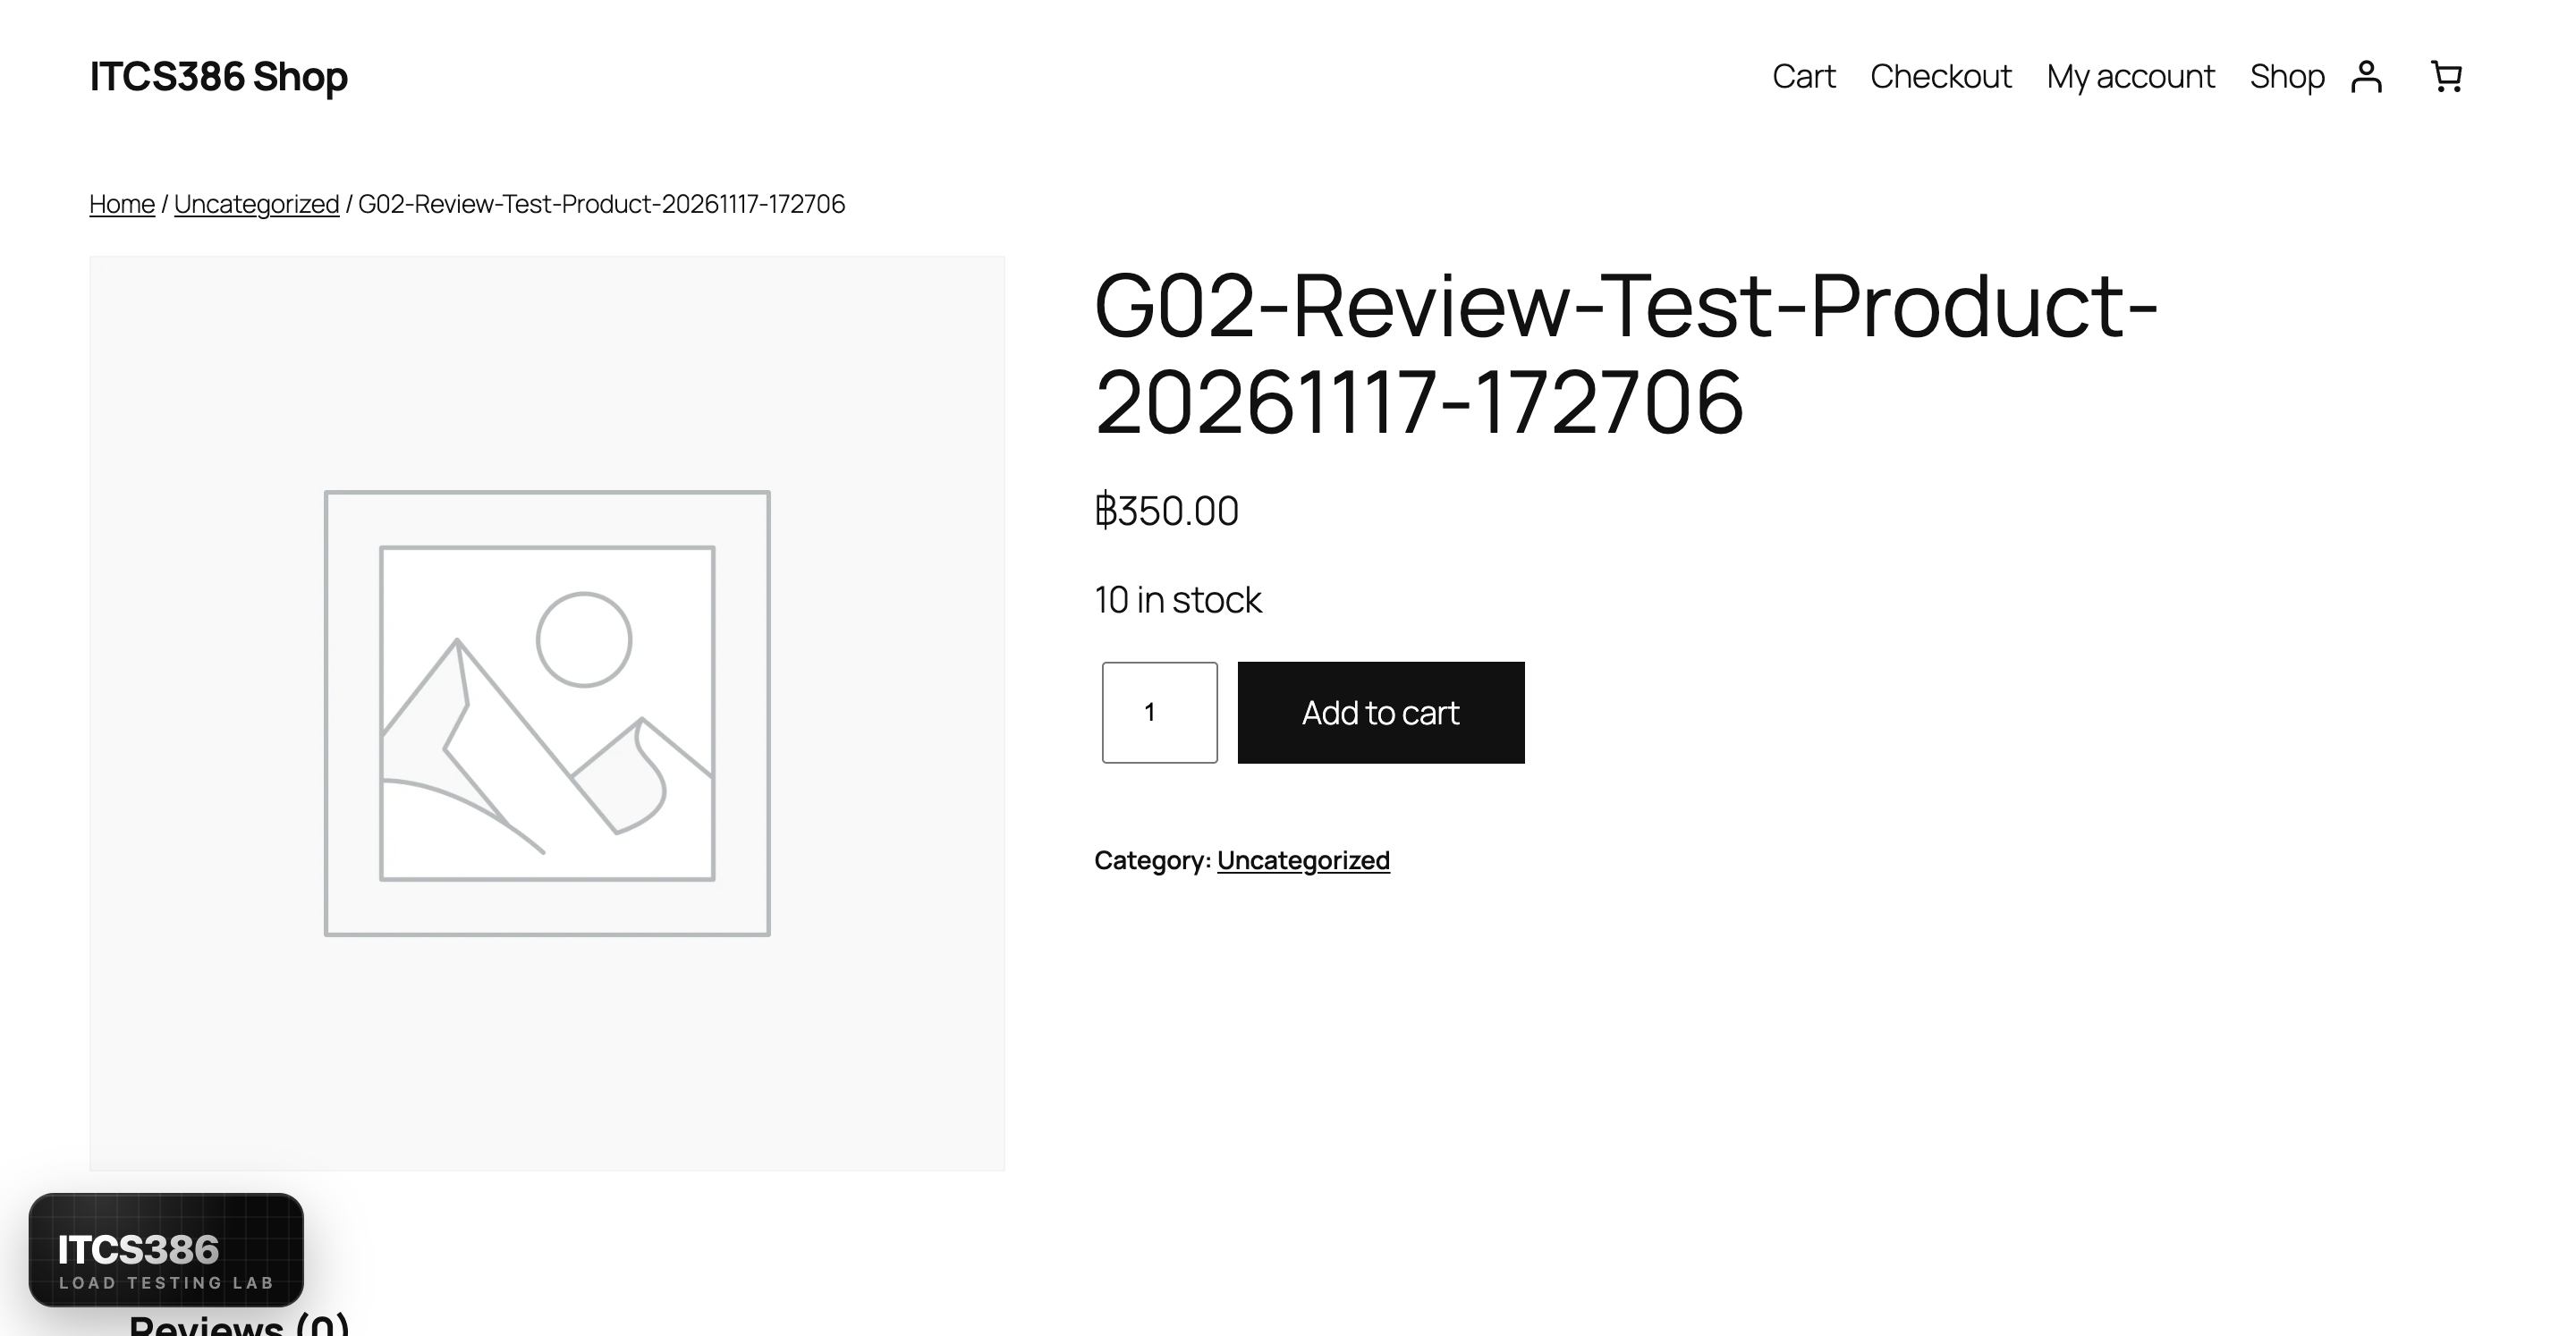 ITCS386 Shop
Cart Checkout My account Shop
Home / Uncategorized / G02-Review-Test-Product-20261117-172706
G02-Review-Test-Product-
20261117-172706
฿350.00
10 in stock
1 Add to cart
Category: Uncategorized
ITCS386
LOAD TESTING LAB
Reviews (0)